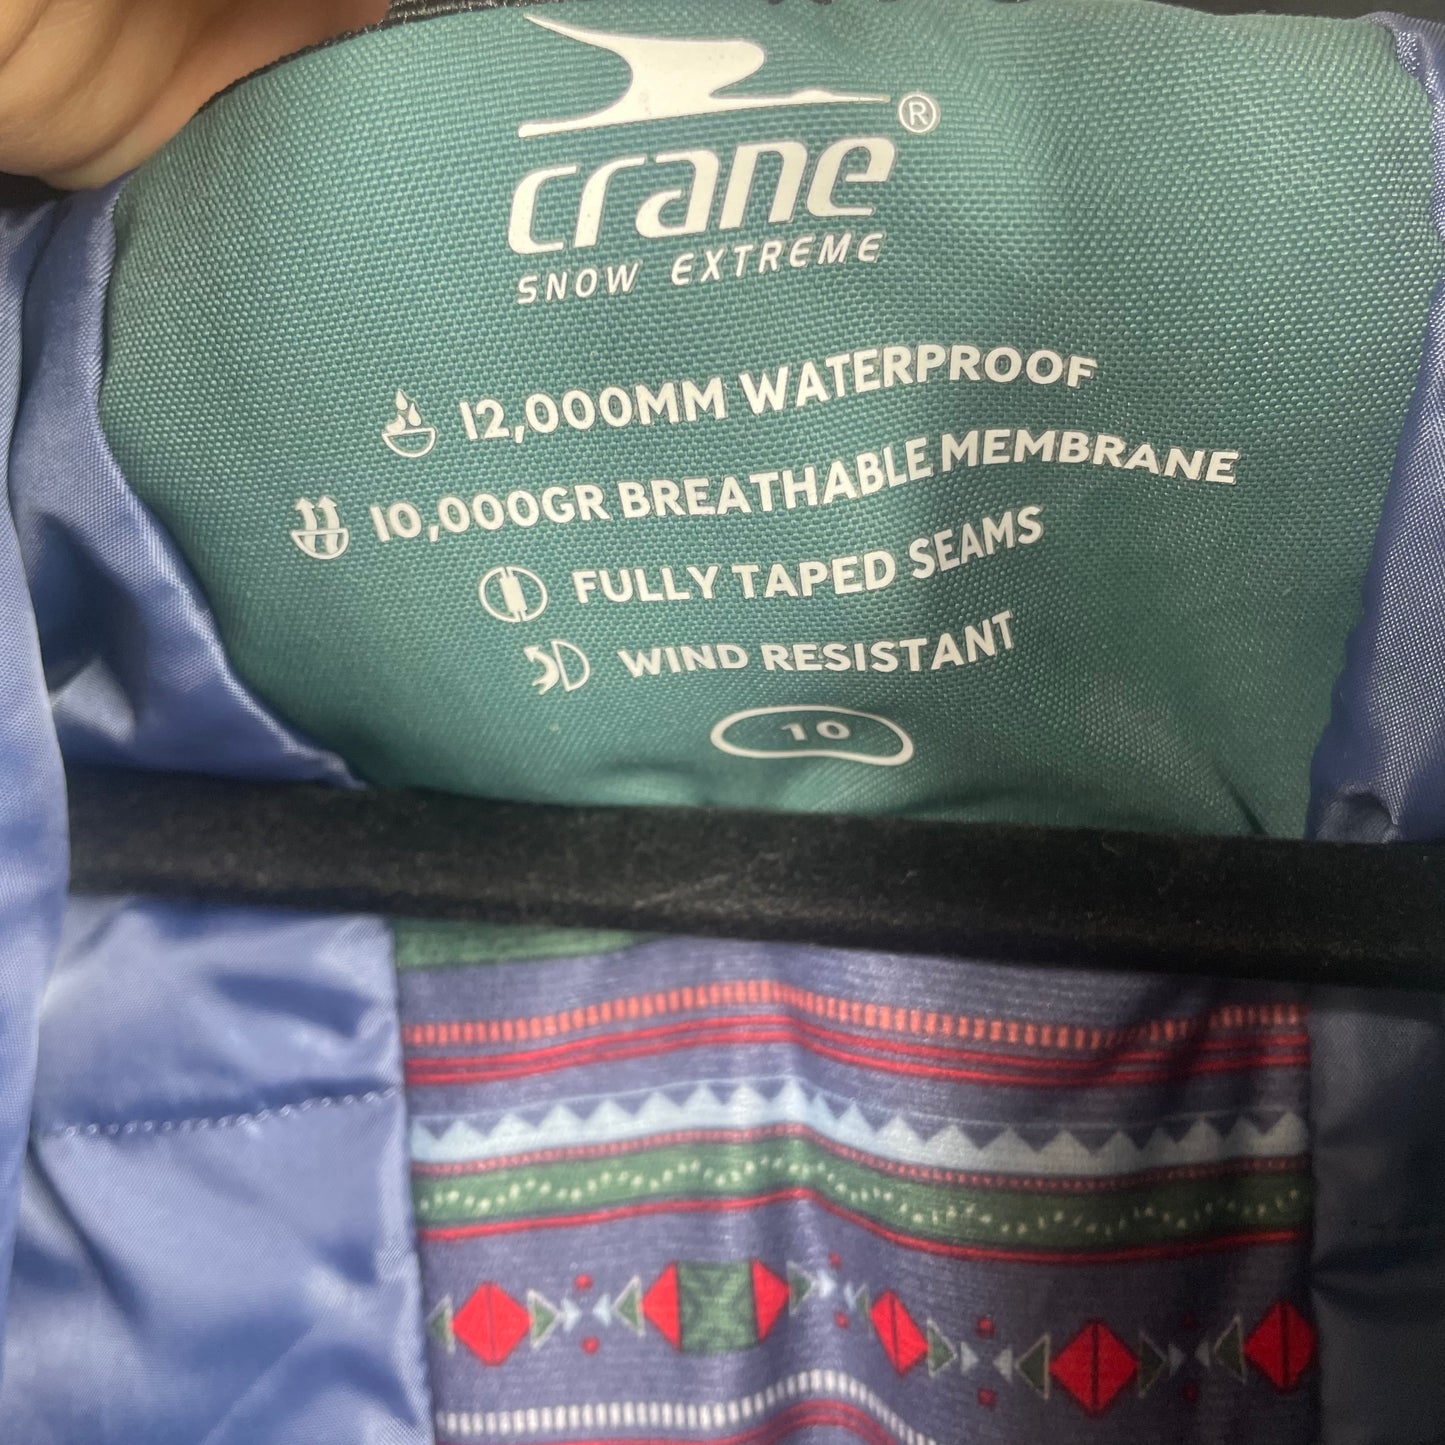 crane®
SNOW EXTREME
12,000MM WATERPROOF
10,000GR BREATHABLE MEMBRANE
FULLY TAPED SEAMS
WIND RESISTANT
10